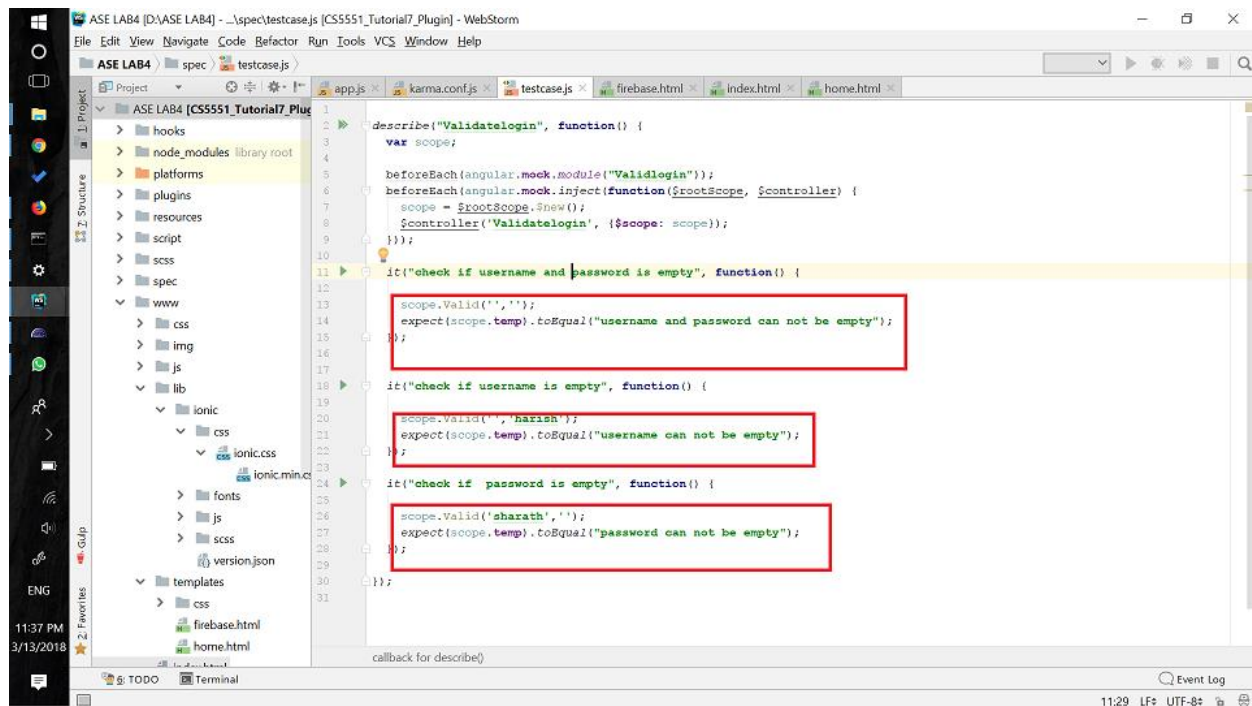 ASE LAB4 [D:\ASE LAB4] - ...\spec\testcase.js [CS5551_Tutorial7_Plugin] - WebStorm
File Edit View Navigate Code Refactor Run Tools VCS Window Help
ASE LAB4 spec testcase.js
Project
app.js karma.conf.js testcase.js firebase.html index.html home.html
1: Project
Z: Structure
Gulp
2: Favorites
ASE LAB4 [CS5551_Tutorial7_Plug
hooks
node_modules library root
platforms
plugins
resources
script
scss
spec
www
css
img
js
lib
ionic
css
ionic.css
ionic.min.cs
fonts
js
scss
version.json
templates
css
firebase.html
home.html
index.html
1
2 describe("Validatelogin", function() {
3 var scope;
4
5 beforeEach(angular.mock.module("Validlogin"));
6 beforeEach(angular.mock.inject(function($rootScope, $controller) {
7 scope = $rootScope.$new();
8 $controller('Validatelogin', {$scope: scope});
9 }));
10
11 it("check if username and password is empty", function() {
12
13 scope.Valid('','');
14 expect(scope.temp).toEqual("username and password can not be empty");
15 });
16
17
18 it("check if username is empty", function() {
19
20 scope.Valid('','harish');
21 expect(scope.temp).toEqual("username can not be empty");
22 });
23
24 it("check if  password is empty", function() {
25
26 scope.Valid('sharath','');
27 expect(scope.temp).toEqual("password can not be empty");
28 });
29
30 });
31
callback for describe()
6: TODO Terminal Event Log
11:29 LF UTF-8
ENG
11:37 PM
3/13/2018